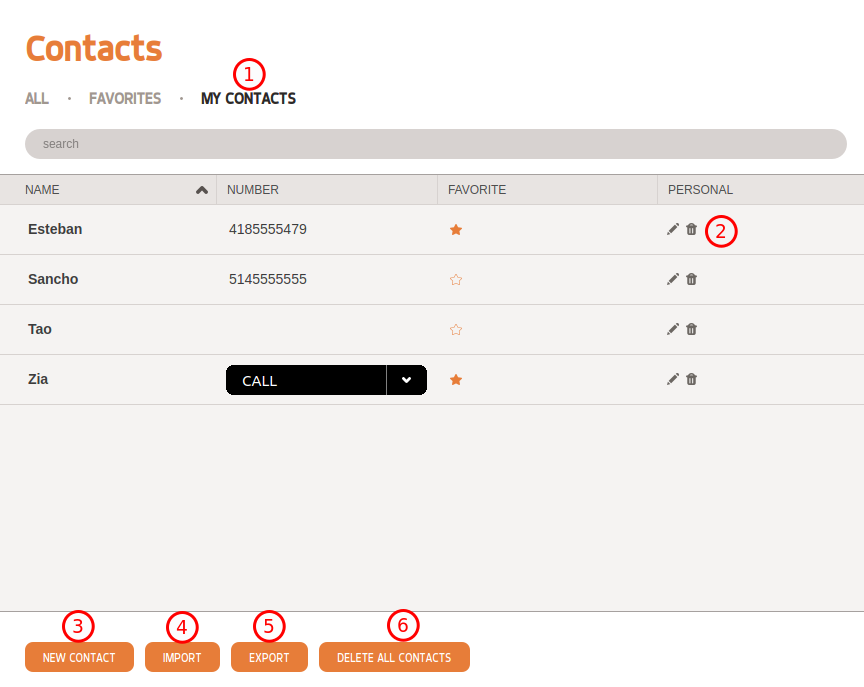 Contacts
1
ALL • FAVORITES • MY CONTACTS
search
NAME NUMBER FAVORITE PERSONAL
Esteban 4185555479 2
Sancho 5145555555
Tao
Zia CALL
3 4 5 6
NEW CONTACT IMPORT EXPORT DELETE ALL CONTACTS